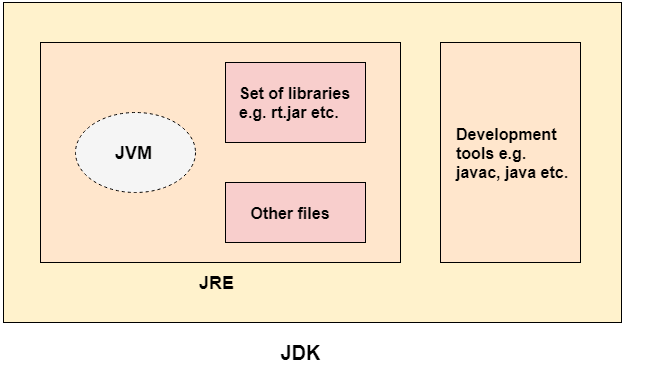 Set of libraries
e.g. rt.jar etc.
JVM
Other files
Development
tools e.g.
javac, java etc.
JRE
JDK